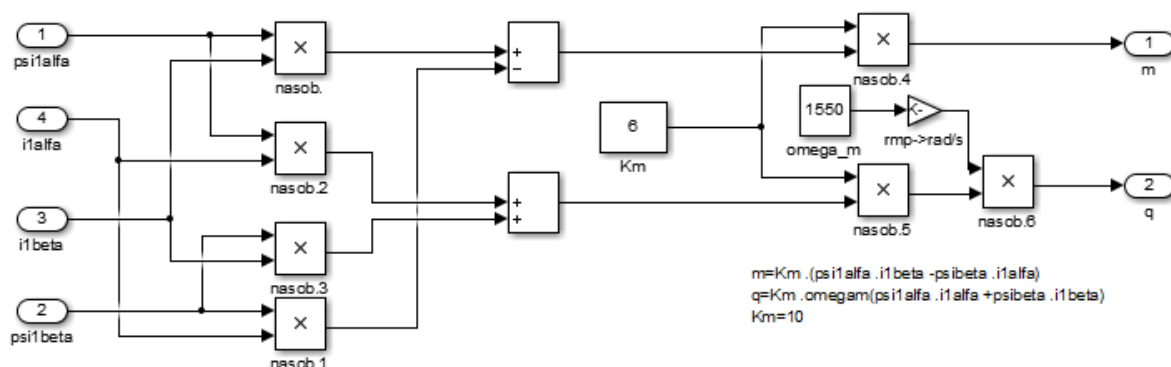 1
psi1alfa
4
i1alfa
3
i1beta
2
psi1beta
×
nasob.
×
nasob.2
×
nasob.3
×
nasob.1
+
−
+
+
6
Km
×
nasob.4
1550
omega_m
K-
rmp->rad/s
×
nasob.5
×
nasob.6
1
m
2
q
m=Km .(psi1alfa .i1beta -psibeta .i1alfa)
q=Km .omegam(psi1alfa .i1alfa +psibeta .i1beta)
Km=10